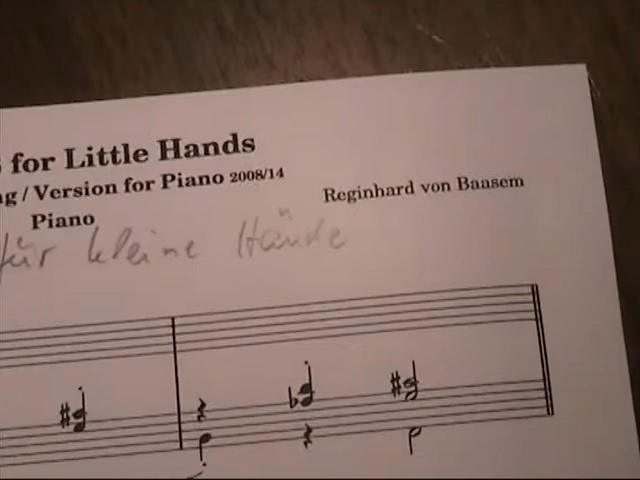 for Little Hands
/ Version for Piano 2008/14
Reginhard von Baasem
Piano
für kleine Hände